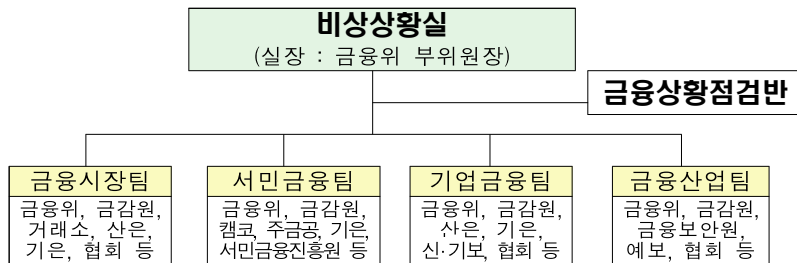 비상상황실
(실장 : 금융위 부위원장)
금융상황점검반
금융시장팀
금융위, 금감원,
거래소, 산은,
기은, 협회 등
서민금융팀
금융위, 금감원,
캠코, 주금공, 기은,
서민금융진흥원 등
기업금융팀
금융위, 금감원,
산은, 기은,
신·기보, 협회 등
금융산업팀
금융위, 금감원,
금융보안원,
예보, 협회 등